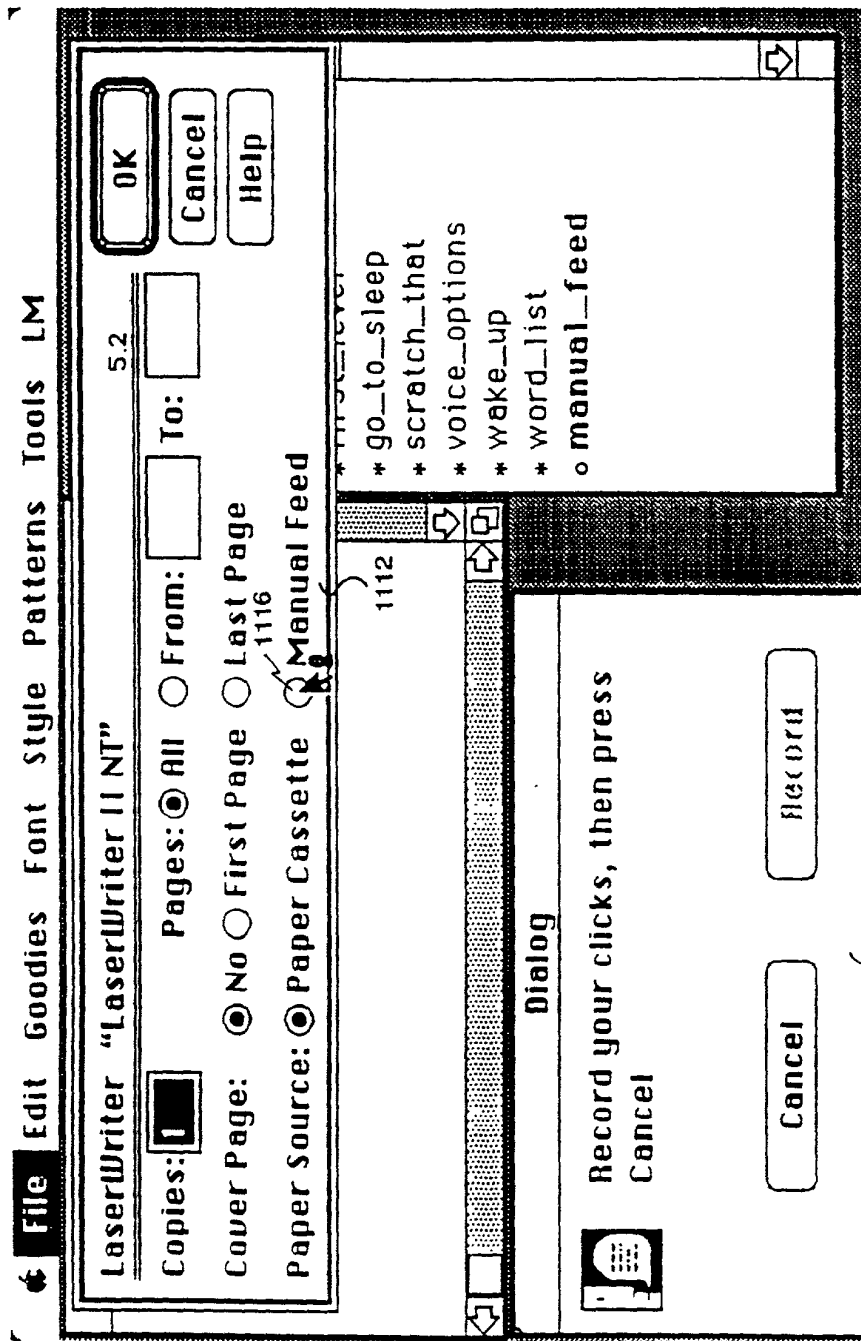 File Edit Goodies Font Style Patterns Tools LM
LaserWriter “LaserWriter II NT” 5.2
OK
Copies: 1 Pages: All From: To:
Cancel
Cover Page: No First Page Last Page
Help
1116
Paper Source: Paper Cassette Manual Feed
1112
* first_level
* go_to_sleep
* scratch_that
* voice_options
* wake_up
* word_list
o manual_feed
Dialog
Record your clicks, then press
Cancel
Cancel Record